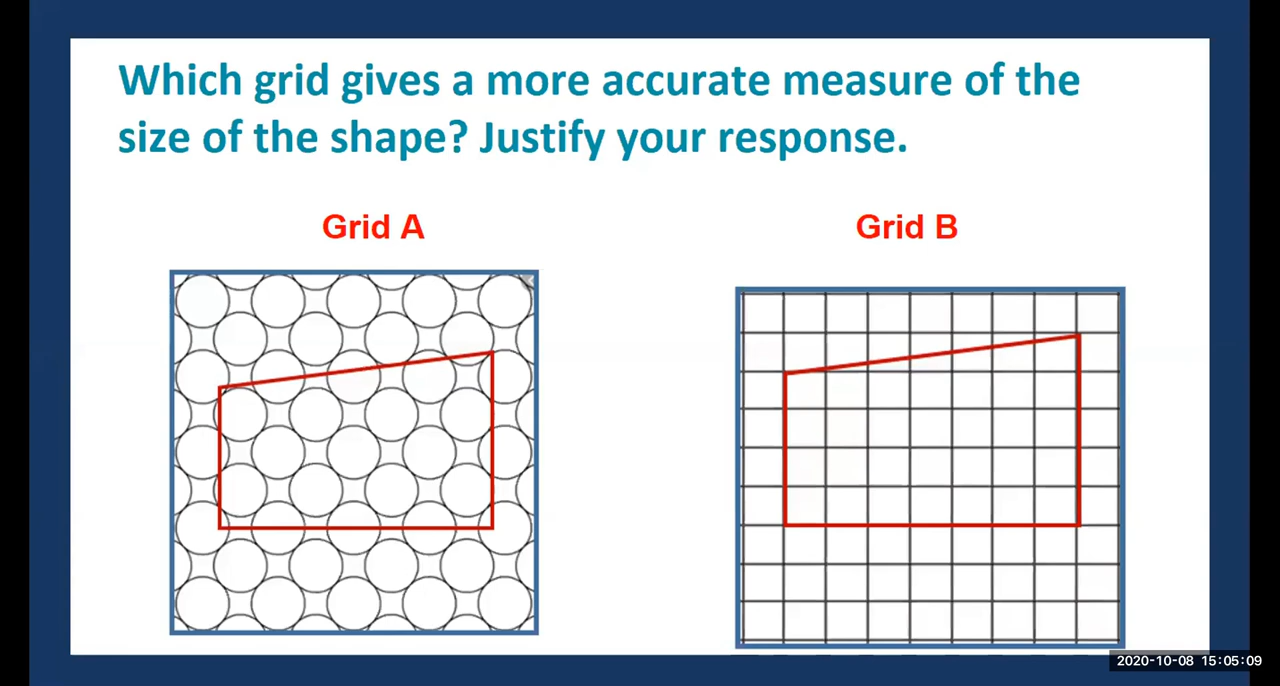 Which grid gives a more accurate measure of the
size of the shape? Justify your response.
Grid A
Grid B
2020-10-08 15:05:09